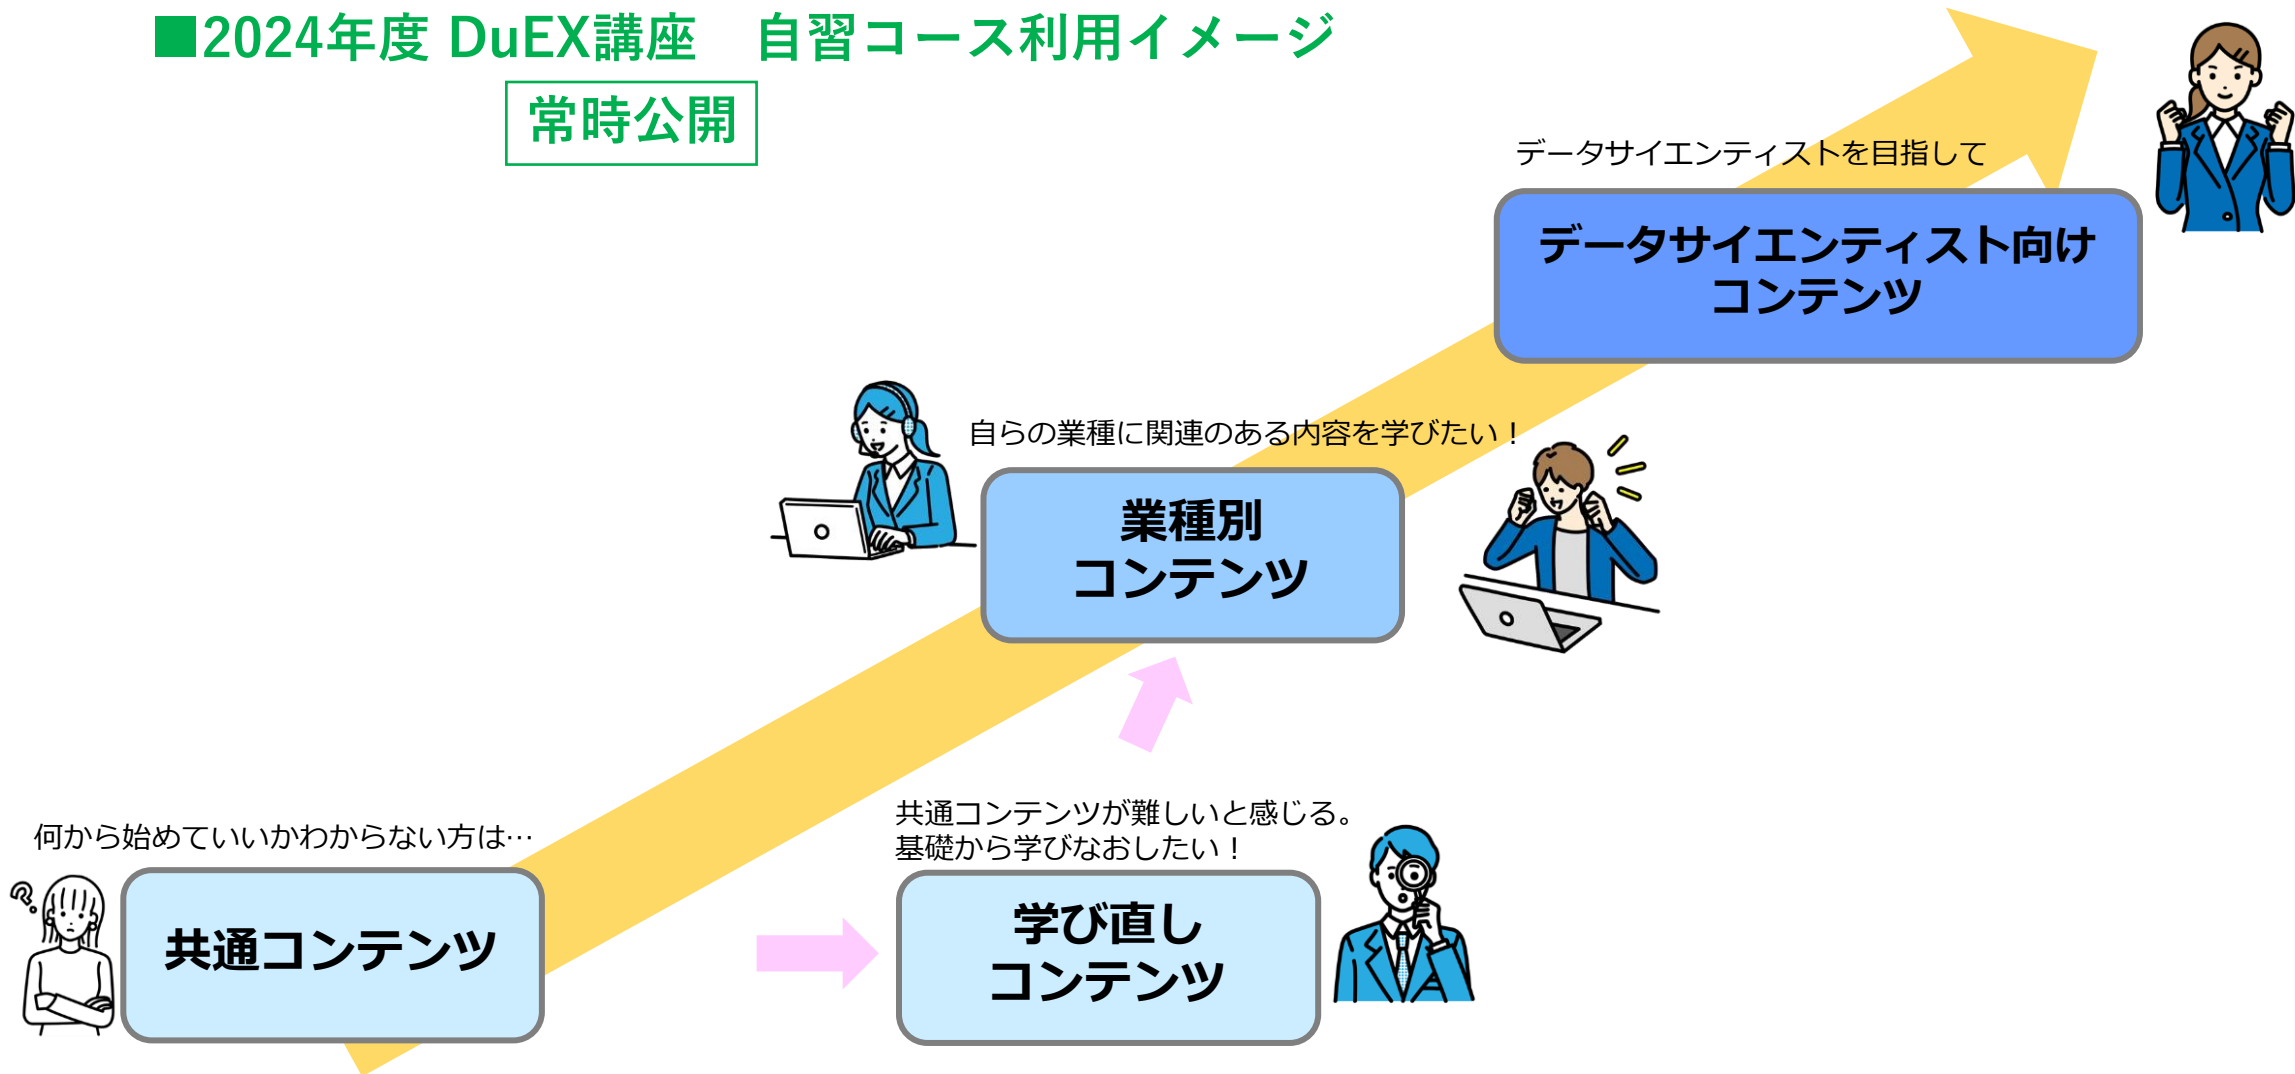 ■2024年度 DuEX講座　自習コース利用イメージ
常時公開
データサイエンティストを目指して
データサイエンティスト向け
コンテンツ
自らの業種に関連のある内容を学びたい！
業種別
コンテンツ
何から始めていいかわからない方は…
共通コンテンツ
共通コンテンツが難しいと感じる。
基礎から学びなおしたい！
学び直し
コンテンツ